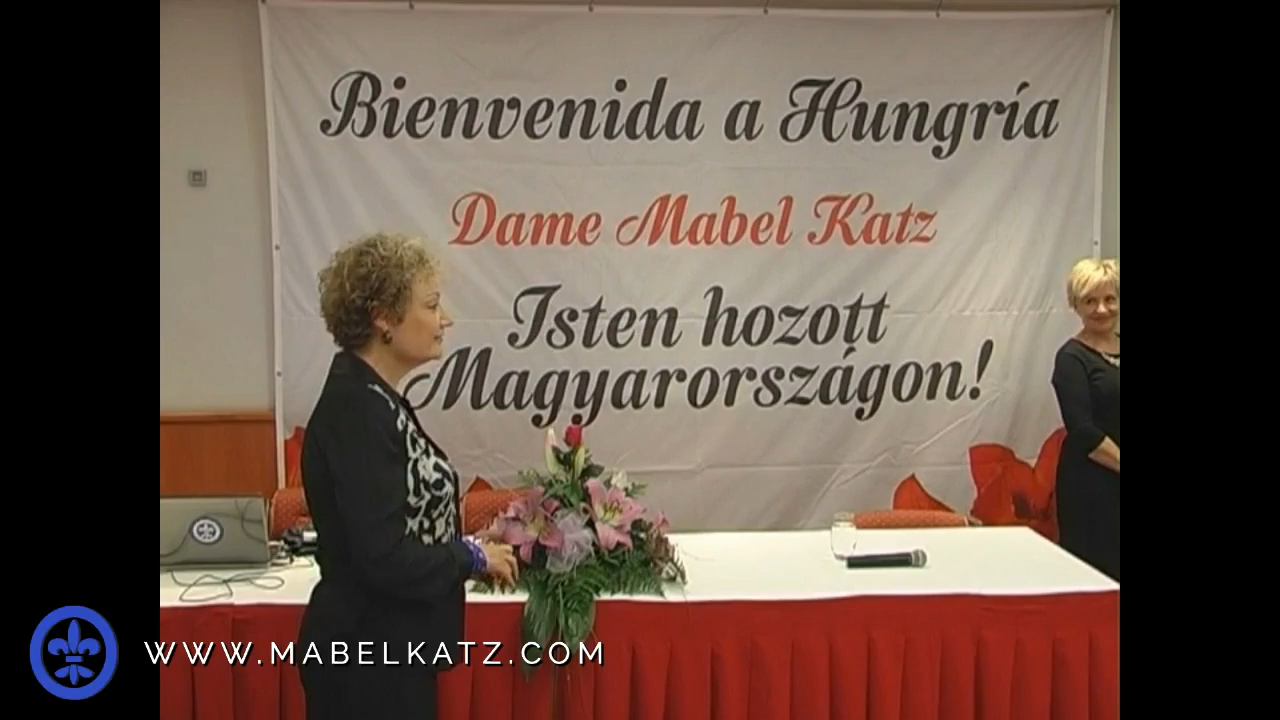 Bienvenida a Hungría
Dame Mabel Katz
Isten hozott
Magyarországon!
WWW.MABELKATZ.COM